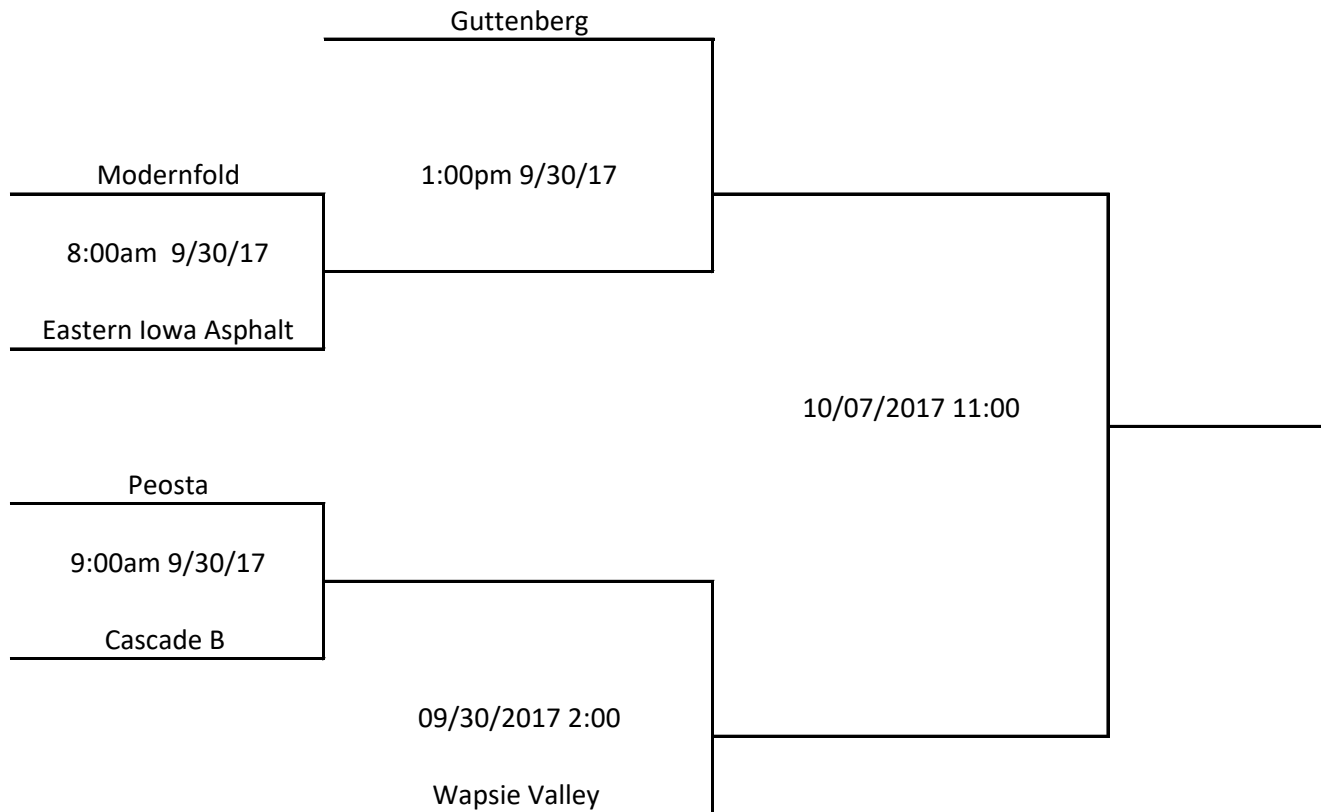 Guttenberg
Modernfold
1:00pm 9/30/17
8:00am  9/30/17
Eastern Iowa Asphalt
10/07/2017 11:00
Peosta
9:00am 9/30/17
Cascade B
09/30/2017 2:00
Wapsie Valley